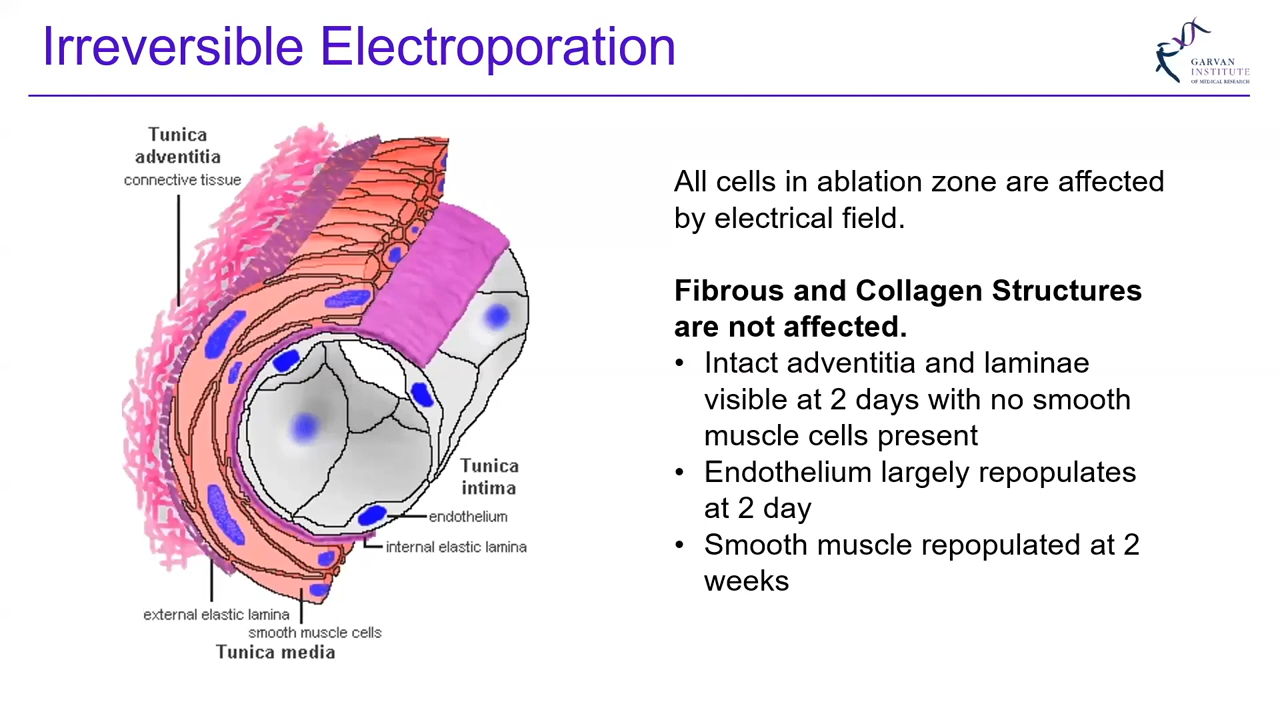 Irreversible Electroporation
GARVAN
INSTITUTE
OF MEDICAL RESEARCH
Tunica
adventitia
connective tissue
Tunica
intima
endothelium
internal elastic lamina
external elastic lamina
smooth muscle cells
Tunica media
All cells in ablation zone are affected
by electrical field.
Fibrous and Collagen Structures
are not affected.
• Intact adventitia and laminae
visible at 2 days with no smooth
muscle cells present
• Endothelium largely repopulates
at 2 day
• Smooth muscle repopulated at 2
weeks